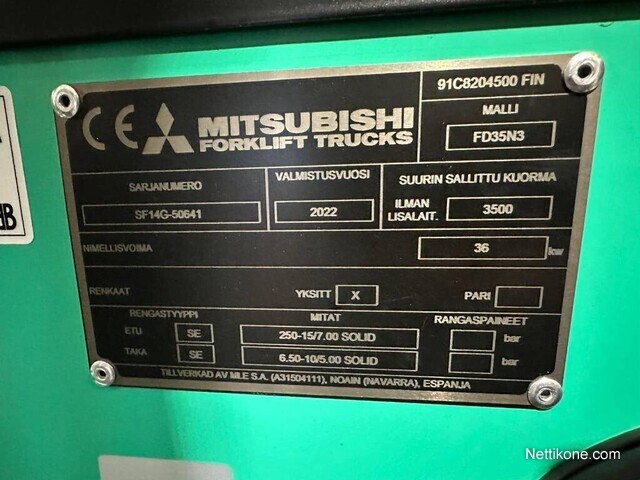 91C8204500 FIN
CE MITSUBISHI
FORKLIFT TRUCKS
MALLI
FD35N3
SARJANUMERO
SF14G-50641
VALMISTUSVUOSI
2022
SUURIN SALLITTU KUORMA
ILMAN
LISALAIT.
3500
NIMELLISVOIMA
36 kw
RENKAAT
YKSITT X
PARI
RENGASTYYPPI
MITAT
RANGASPAINEET
ETU SE 250-15/7.00 SOLID bar
TAKA SE 6.50-10/5.00 SOLID bar
TILLVERKAD AV MLE S.A. (A31504111), NOAIN (NAVARRA), ESPANJA
Nettikone.com